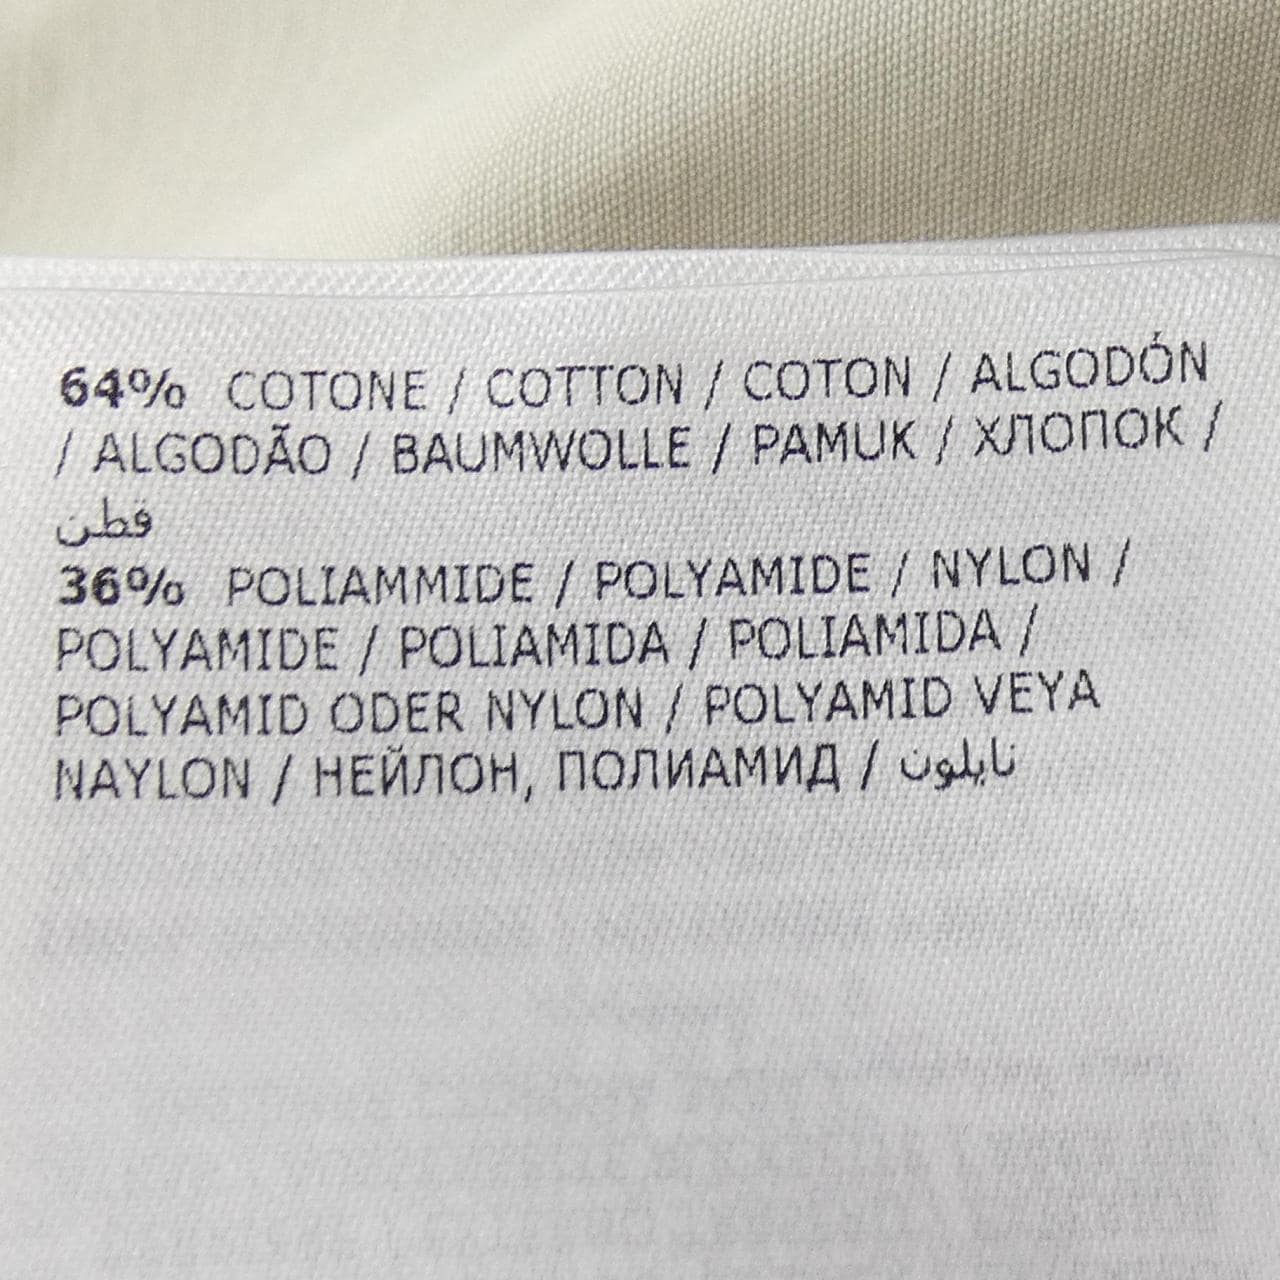 64% COTONE / COTTON / COTON / ALGODÓN
/ ALGODÃO / BAUMWOLLE / PAMUK / ХЛОПОК /
قطن
36% POLIAMMIDE / POLYAMIDE / NYLON /
POLYAMIDE / POLIAMIDA / POLIAMIDA /
POLYAMID ODER NYLON / POLYAMID VEYA
NAYLON / НЕЙЛОН, ПОЛИАМИД / نايلون